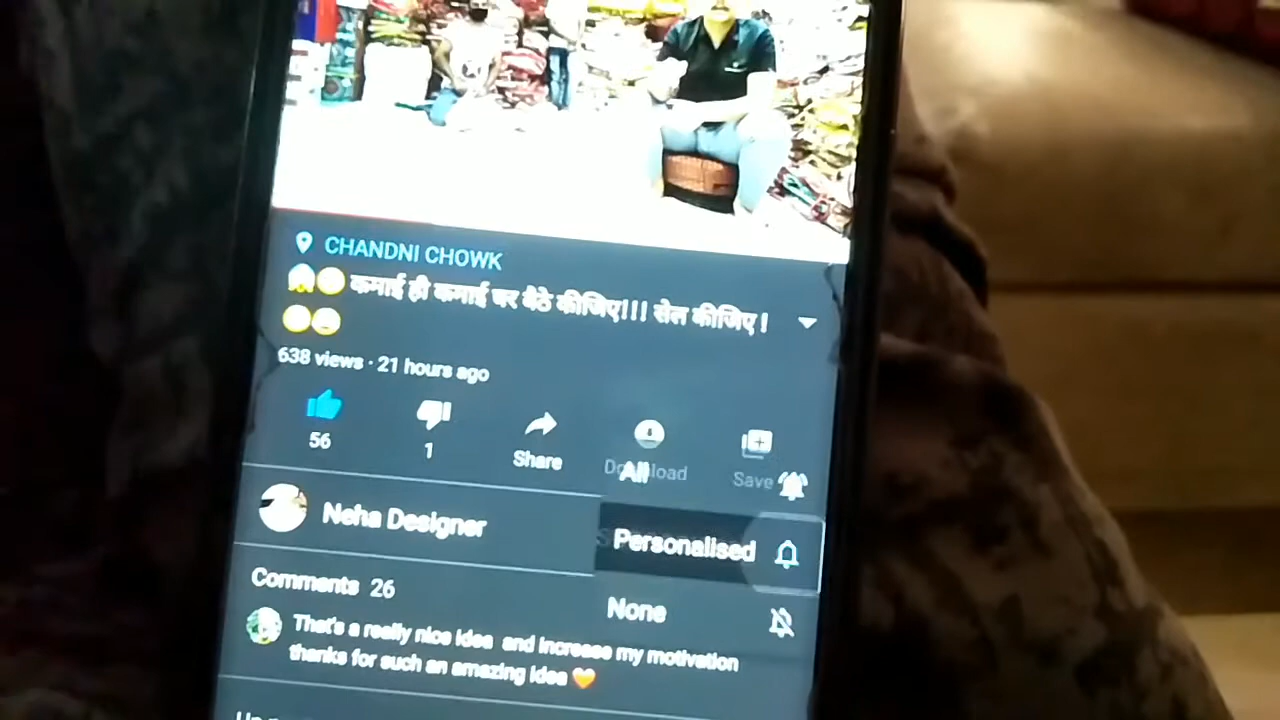 CHANDNI CHOWK
कमाई ही कमाई घर बैठे कीजिए!!! सेल कीजिए !
638 views · 21 hours ago
56
1
Share
Download
Save
All
Neha Designer
Personalised
Comments 26
None
That's a really nice idea and increase my motivation
thanks for such an amazing idea 🧡